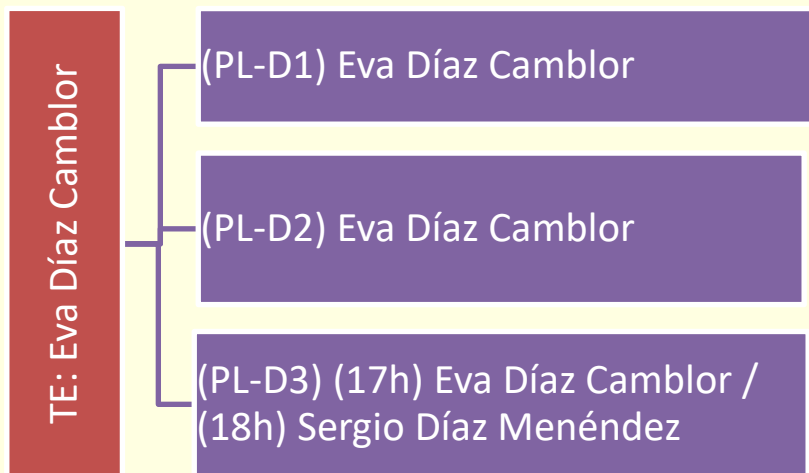 TE: Eva Díaz Camblor
(PL-D1) Eva Díaz Camblor
(PL-D2) Eva Díaz Camblor
(PL-D3) (17h) Eva Díaz Camblor /
(18h) Sergio Díaz Menéndez